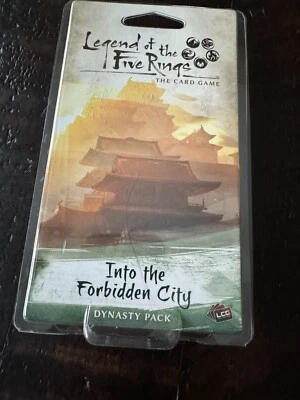 Legend of the
Five Rings
THE CARD GAME
Into the
Forbidden City
DYNASTY PACK
LCG